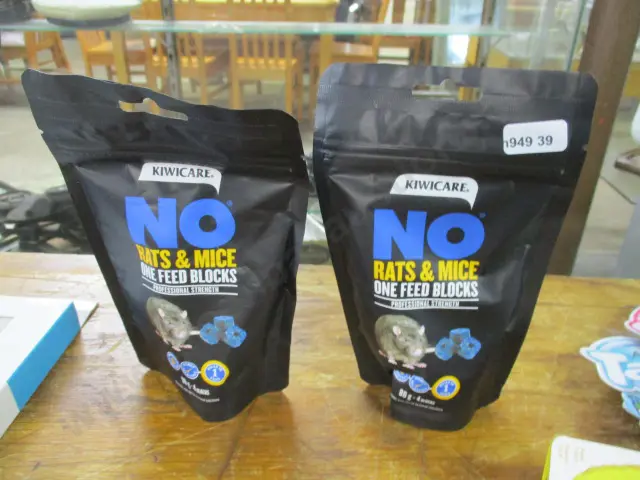 KIWICARE
NO
RATS & MICE
ONE FEED BLOCKS
PROFESSIONAL STRENGTH
n949 39
KIWICARE
NO
RATS & MICE
ONE FEED BLOCKS
PROFESSIONAL STRENGTH